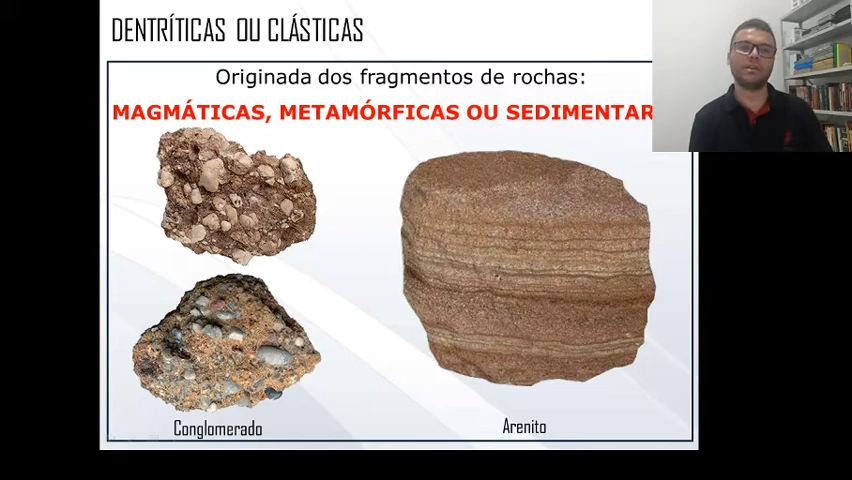 DENTRÍTICAS OU CLÁSTICAS
Originada dos fragmentos de rochas:
MAGMÁTICAS, METAMÓRFICAS OU SEDIMENTAR
Conglomerado
Arenito